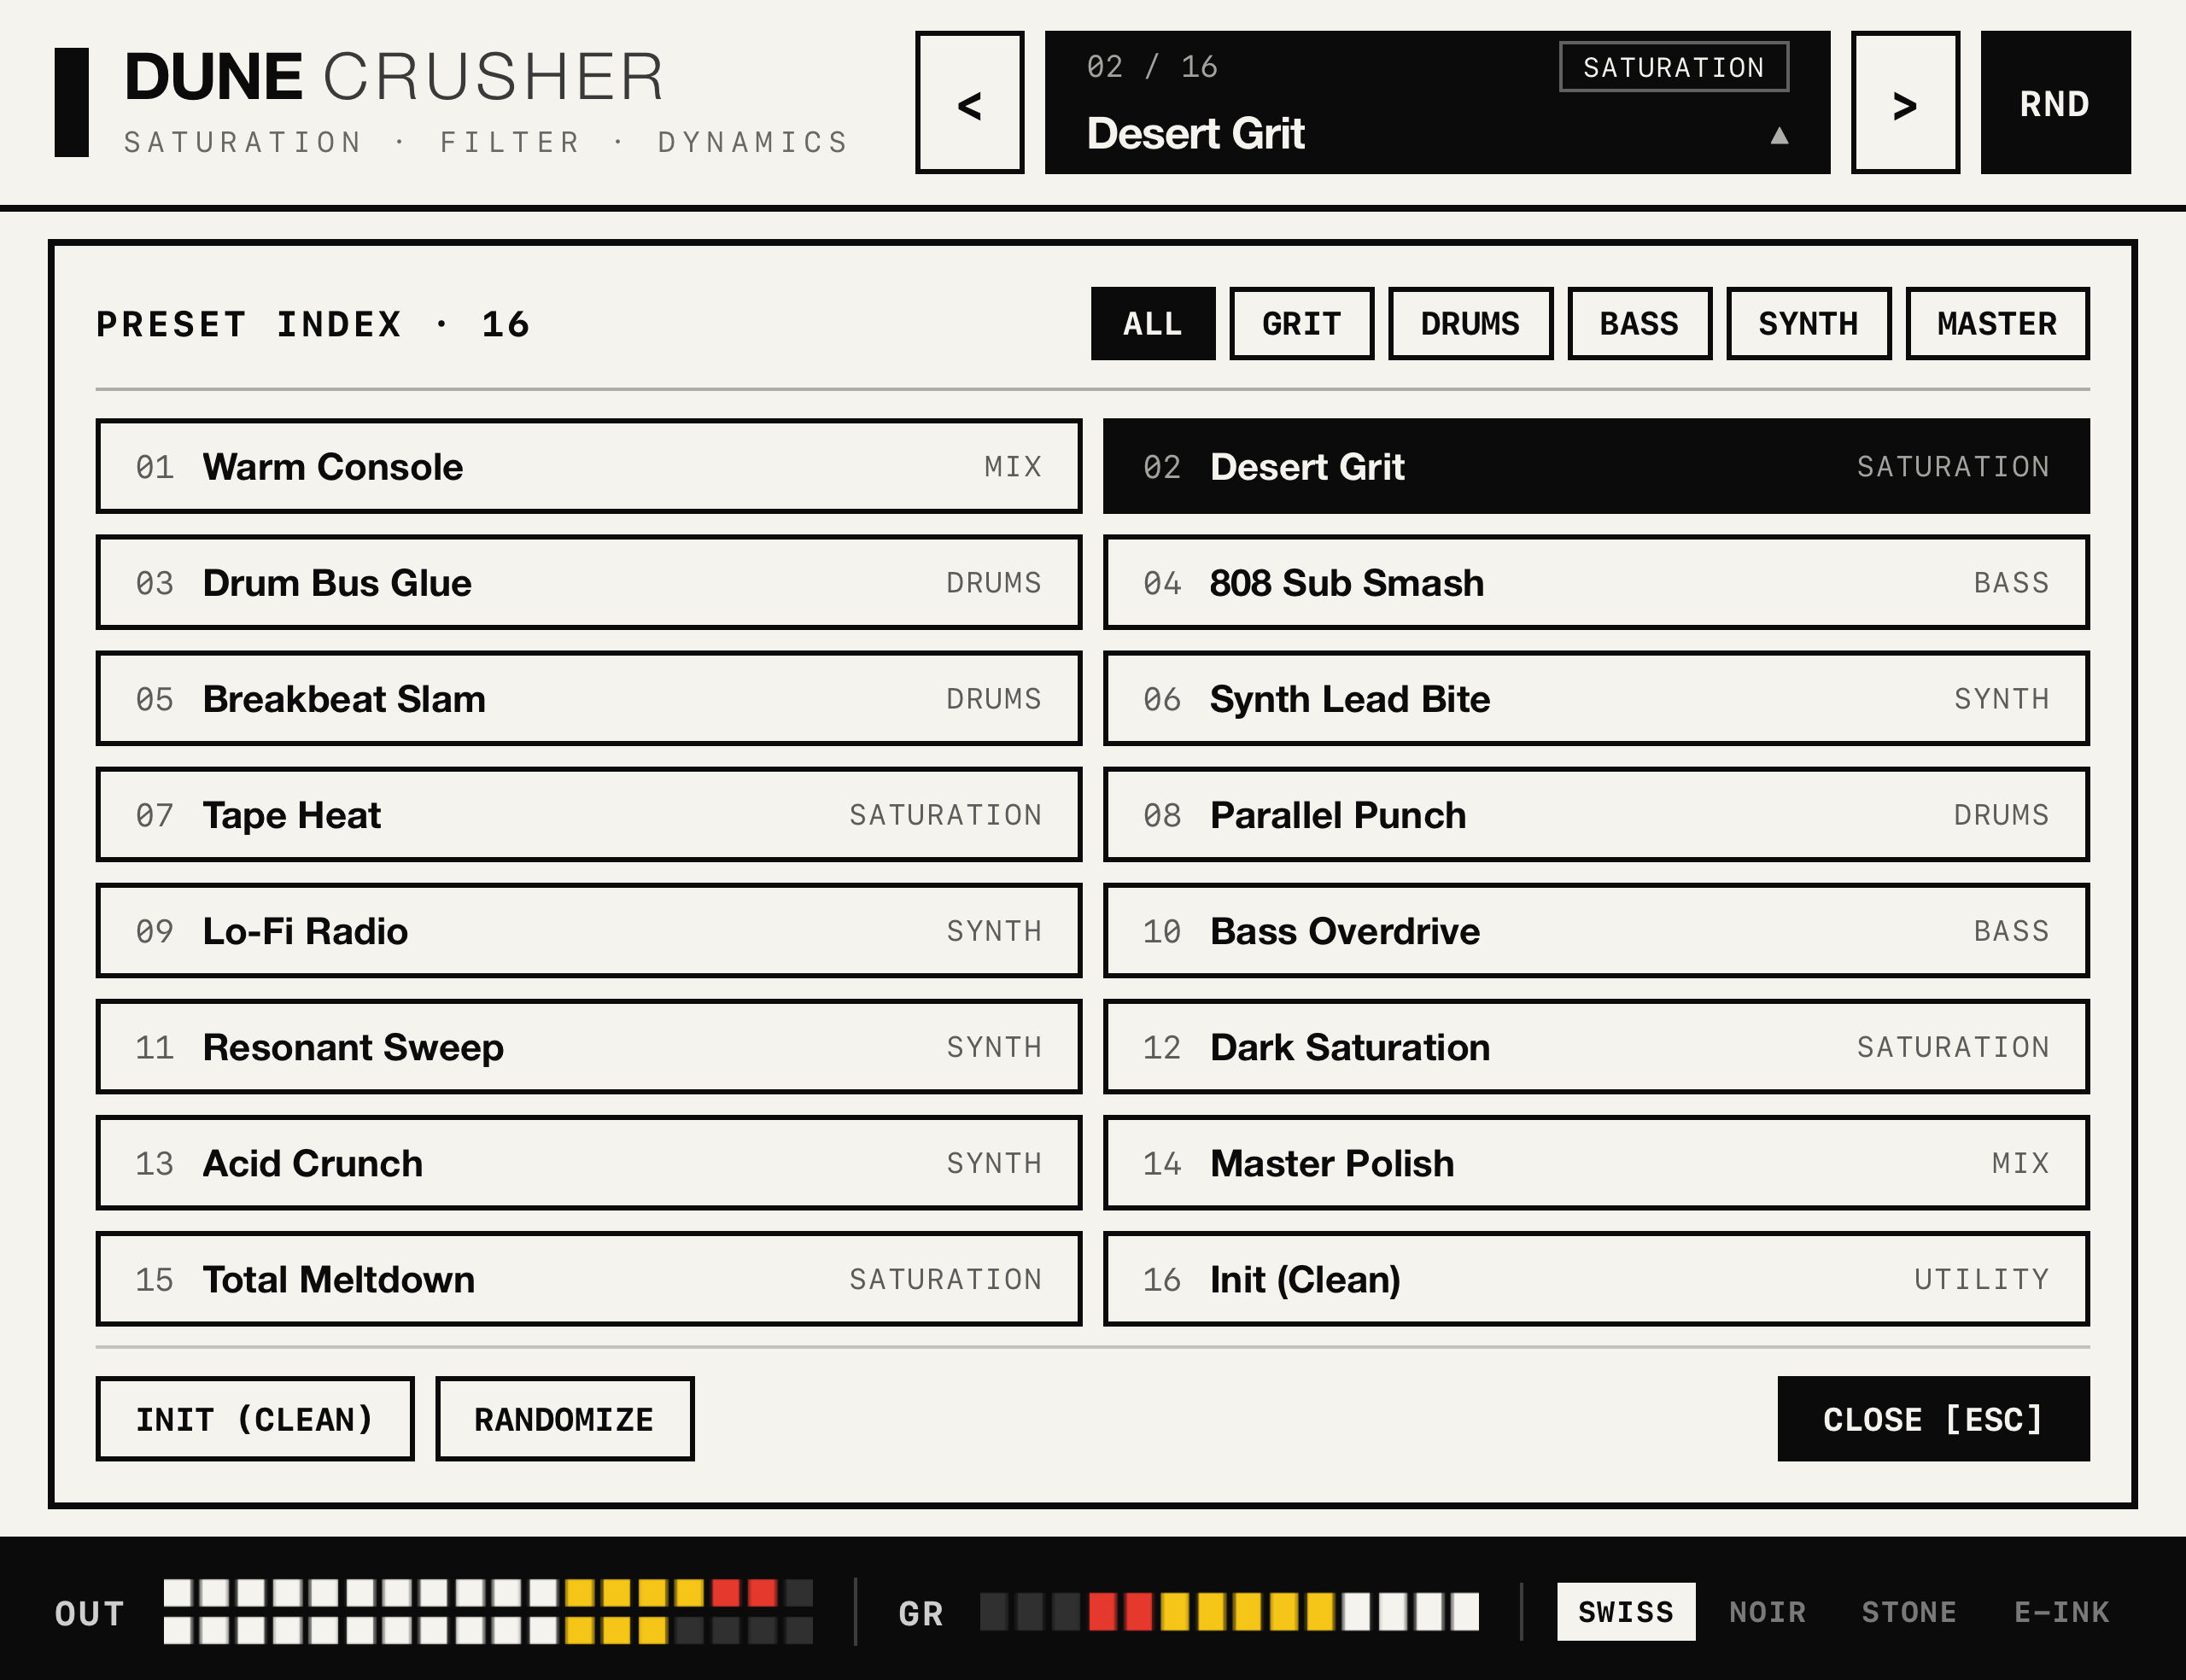 DUNE CRUSHER
SATURATION · FILTER · DYNAMICS
<
02 / 16
SATURATION
Desert Grit
▲
>
RND
PRESET INDEX · 16
ALL
GRIT
DRUMS
BASS
SYNTH
MASTER
01 Warm Console MIX
02 Desert Grit SATURATION
03 Drum Bus Glue DRUMS
04 808 Sub Smash BASS
05 Breakbeat Slam DRUMS
06 Synth Lead Bite SYNTH
07 Tape Heat SATURATION
08 Parallel Punch DRUMS
09 Lo-Fi Radio SYNTH
10 Bass Overdrive BASS
11 Resonant Sweep SYNTH
12 Dark Saturation SATURATION
13 Acid Crunch SYNTH
14 Master Polish MIX
15 Total Meltdown SATURATION
16 Init (Clean) UTILITY
INIT (CLEAN)
RANDOMIZE
CLOSE [ESC]
OUT
GR
SWISS
NOIR
STONE
E-INK